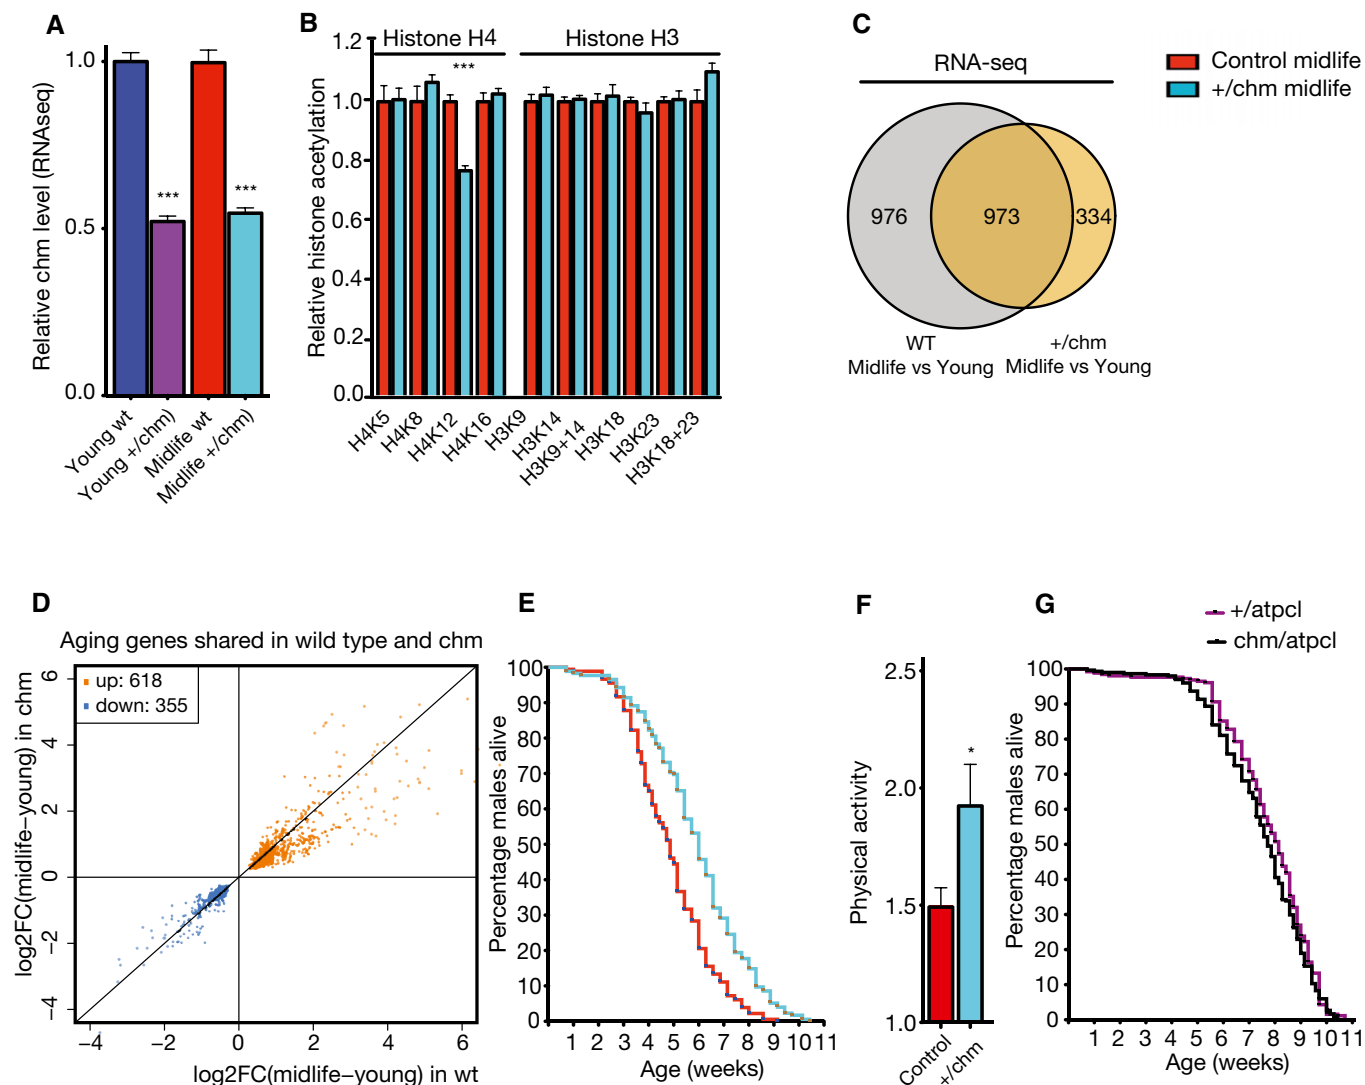 A
Relative chm level (RNAseq)
1.0
0.5
0.0
***
***
Young wt
Young +/chm)
Midlife wt
Midlife +/chm)
B
Relative histone acetylation
1.2
1.0
0.8
0.6
0.4
0.2
0.0
Histone H4
Histone H3
***
H4K5
H4K8
H4K12
H4K16
H3K9
H3K14
H3K9+14
H3K18
H3K23
H3K18+23
C
RNA-seq
976
973
334
WT
Midlife vs Young
+/chm
Midlife vs Young
Control midlife
+/chm midlife
D
Aging genes shared in wild type and chm
up: 618
down: 355
log2FC(midlife−young) in chm
6
4
2
0
−2
−4
−4
−2
0
2
4
6
log2FC(midlife−young) in wt
E
Percentage males alive
100
90
80
70
60
50
40
30
20
10
0
1 2 3 4 5 6 7 8 9 10 11
Age (weeks)
F
Physical activity
2.5
2.0
1.5
1.0
*
Control
+/chm
G
+/atpcl
chm/atpcl
Percentage males alive
100
90
80
70
60
50
40
30
20
10
0
1 2 3 4 5 6 7 8 9 10 11
Age (weeks)